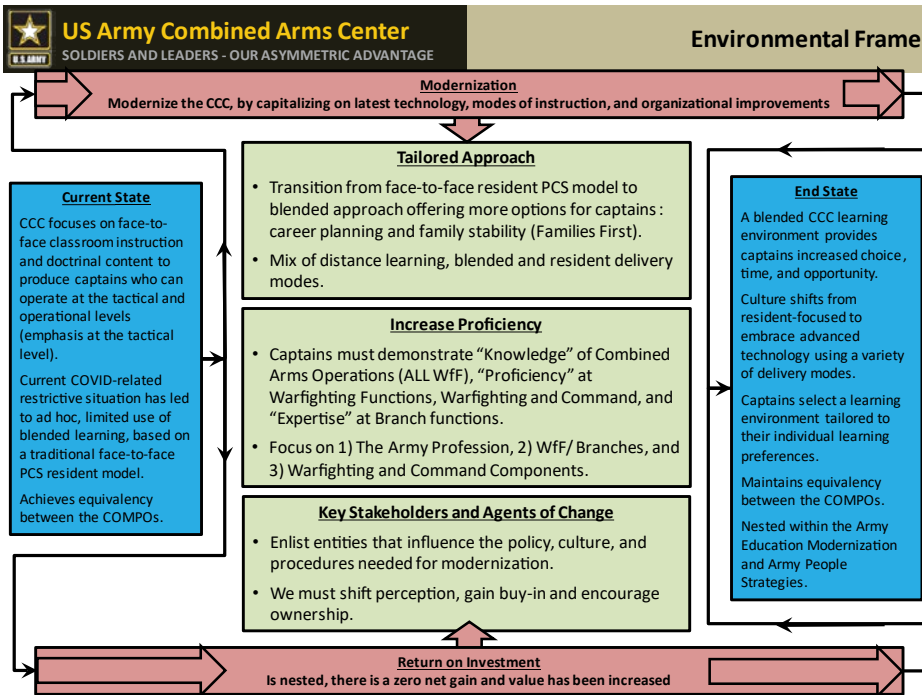 US Army Combined Arms Center
SOLDIERS AND LEADERS - OUR ASYMMETRIC ADVANTAGE
U.S.ARMY
Environmental Frame
Modernization
Modernize the CCC, by capitalizing on latest technology, modes of instruction, and organizational improvements
Current State
CCC focuses on face-to-
face classroom instruction
and doctrinal content to
produce captains who can
operate at the tactical and
operational levels
(emphasis at the tactical
level).
Current COVID-related
restrictive situation has led
to ad hoc, limited use of
blended learning, based on
a traditional face-to-face
PCS resident model.
Achieves equivalency
between the COMPOs.
Tailored Approach
• Transition from face-to-face resident PCS model to
blended approach offering more options for captains :
career planning and family stability (Families First).
• Mix of distance learning, blended and resident delivery
modes.
Increase Proficiency
• Captains must demonstrate “Knowledge” of Combined
Arms Operations (ALL WfF), “Proficiency” at
Warfighting Functions, Warfighting and Command, and
“Expertise” at Branch functions.
• Focus on 1) The Army Profession, 2) WfF/ Branches, and
3) Warfighting and Command Components.
Key Stakeholders and Agents of Change
• Enlist entities that influence the policy, culture, and
procedures needed for modernization.
• We must shift perception, gain buy-in and encourage
ownership.
End State
A blended CCC learning
environment provides
captains increased choice,
time, and opportunity.
Culture shifts from
resident-focused to
embrace advanced
technology using a variety
of delivery modes.
Captains select a learning
environment tailored to
their individual learning
preferences.
Maintains equivalency
between the COMPOs.
Nested within the Army
Education Modernization
and Army People
Strategies.
Return on Investment
Is nested, there is a zero net gain and value has been increased